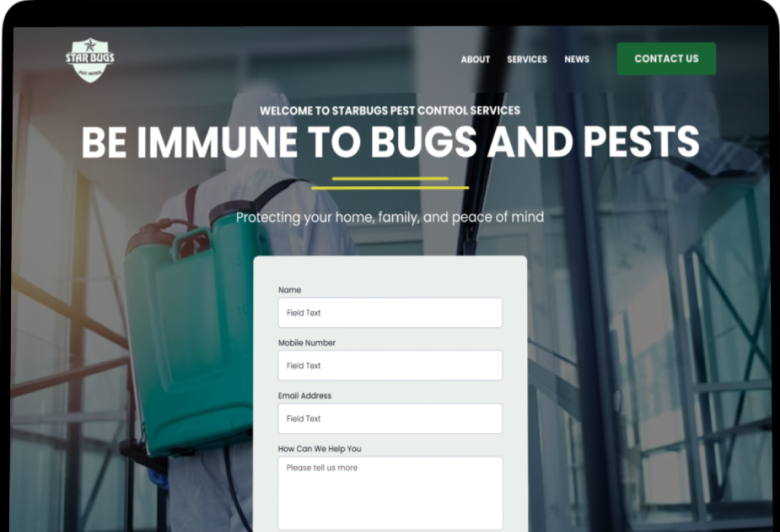 STAR BUGS
PEST PATROL
ABOUT
SERVICES
NEWS
CONTACT US
WELCOME TO STARBUGS PEST CONTROL SERVICES
BE IMMUNE TO BUGS AND PESTS
Protecting your home, family, and peace of mind
Name
Field Text
Mobile Number
Field Text
Email Address
Field Text
How Can We Help You
Please tell us more